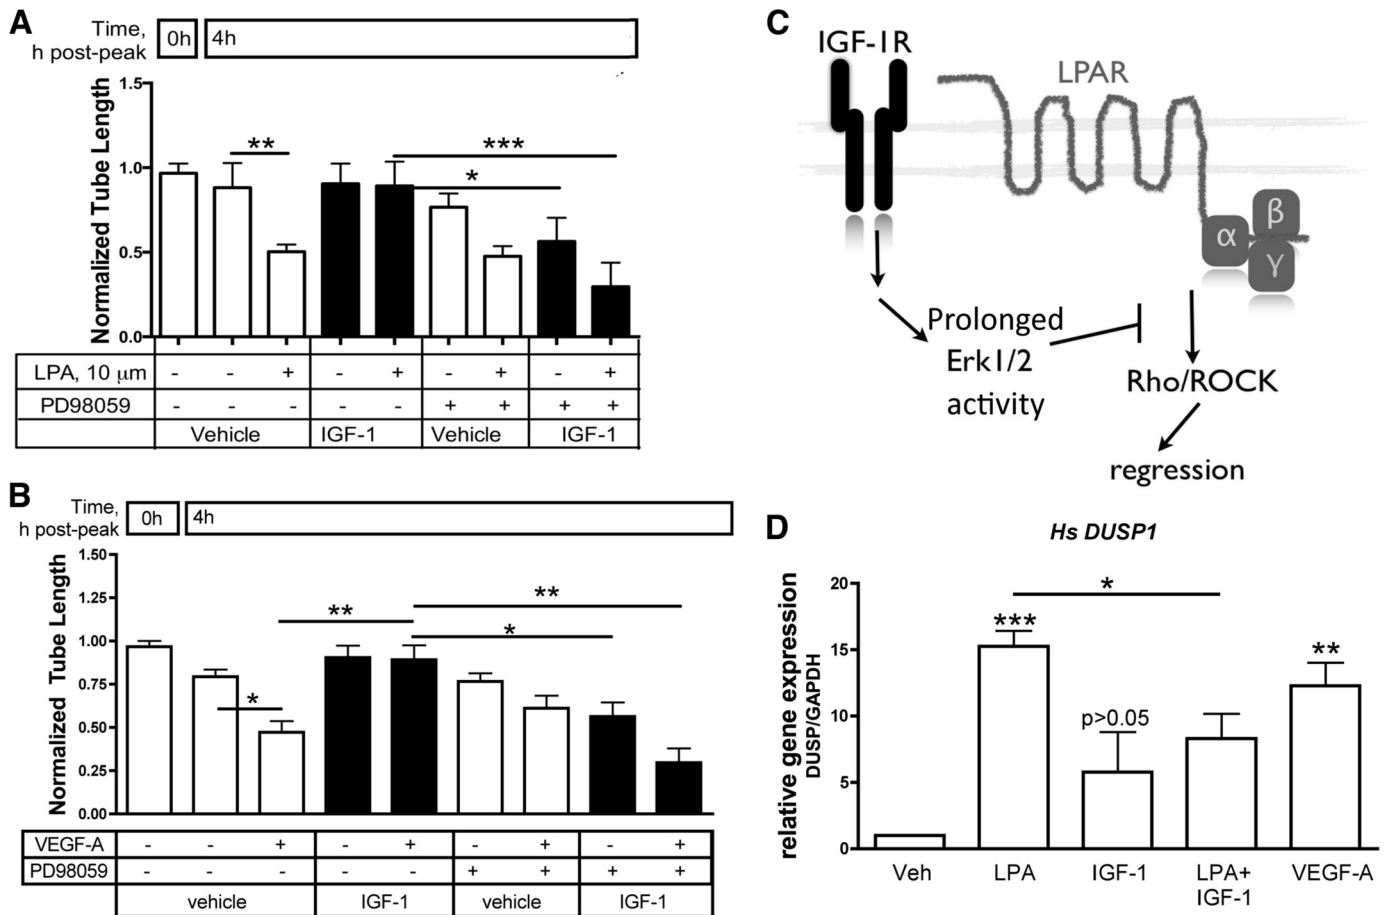 A
Time,
h post-peak
0h
4h
Normalized Tube Length
1.5
1.0
0.5
0.0
**
***
*
LPA, 10 μm - - + - + - + - +
PD98059 - - - - - + + + +
Vehicle IGF-1 Vehicle IGF-1
B
Time,
h post-peak
0h
4h
Normalized Tube Length
1.50
1.25
1.00
0.75
0.50
0.25
0.00
*
**
**
*
VEGF-A - - + - + - + - +
PD98059 - - - - - + + + +
vehicle IGF-1 vehicle IGF-1
C
IGF-1R
LPAR
α
β
γ
Prolonged
Erk1/2
activity
Rho/ROCK
regression
D
Hs DUSP1
relative gene expression
DUSP/GAPDH
20
15
10
5
0
*
***
p>0.05
**
Veh LPA IGF-1 LPA+ VEGF-A
IGF-1